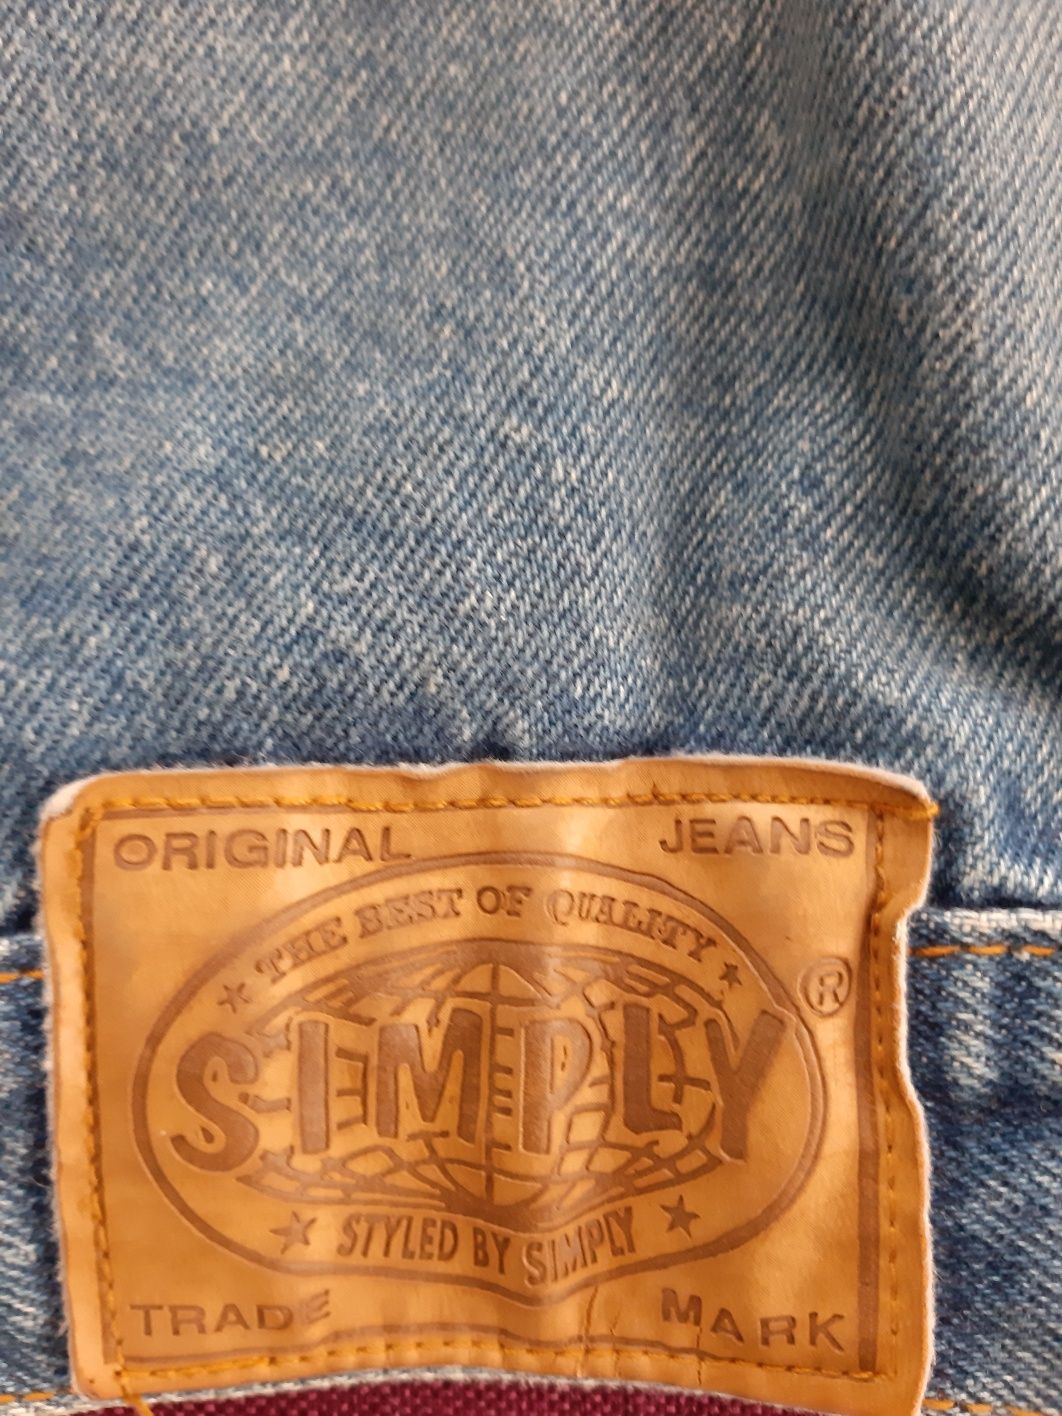 ORIGINAL JEANS
THE BEST OF QUALITY
®
SIMPLY
STYLED BY SIMPLY
TRADE MARK